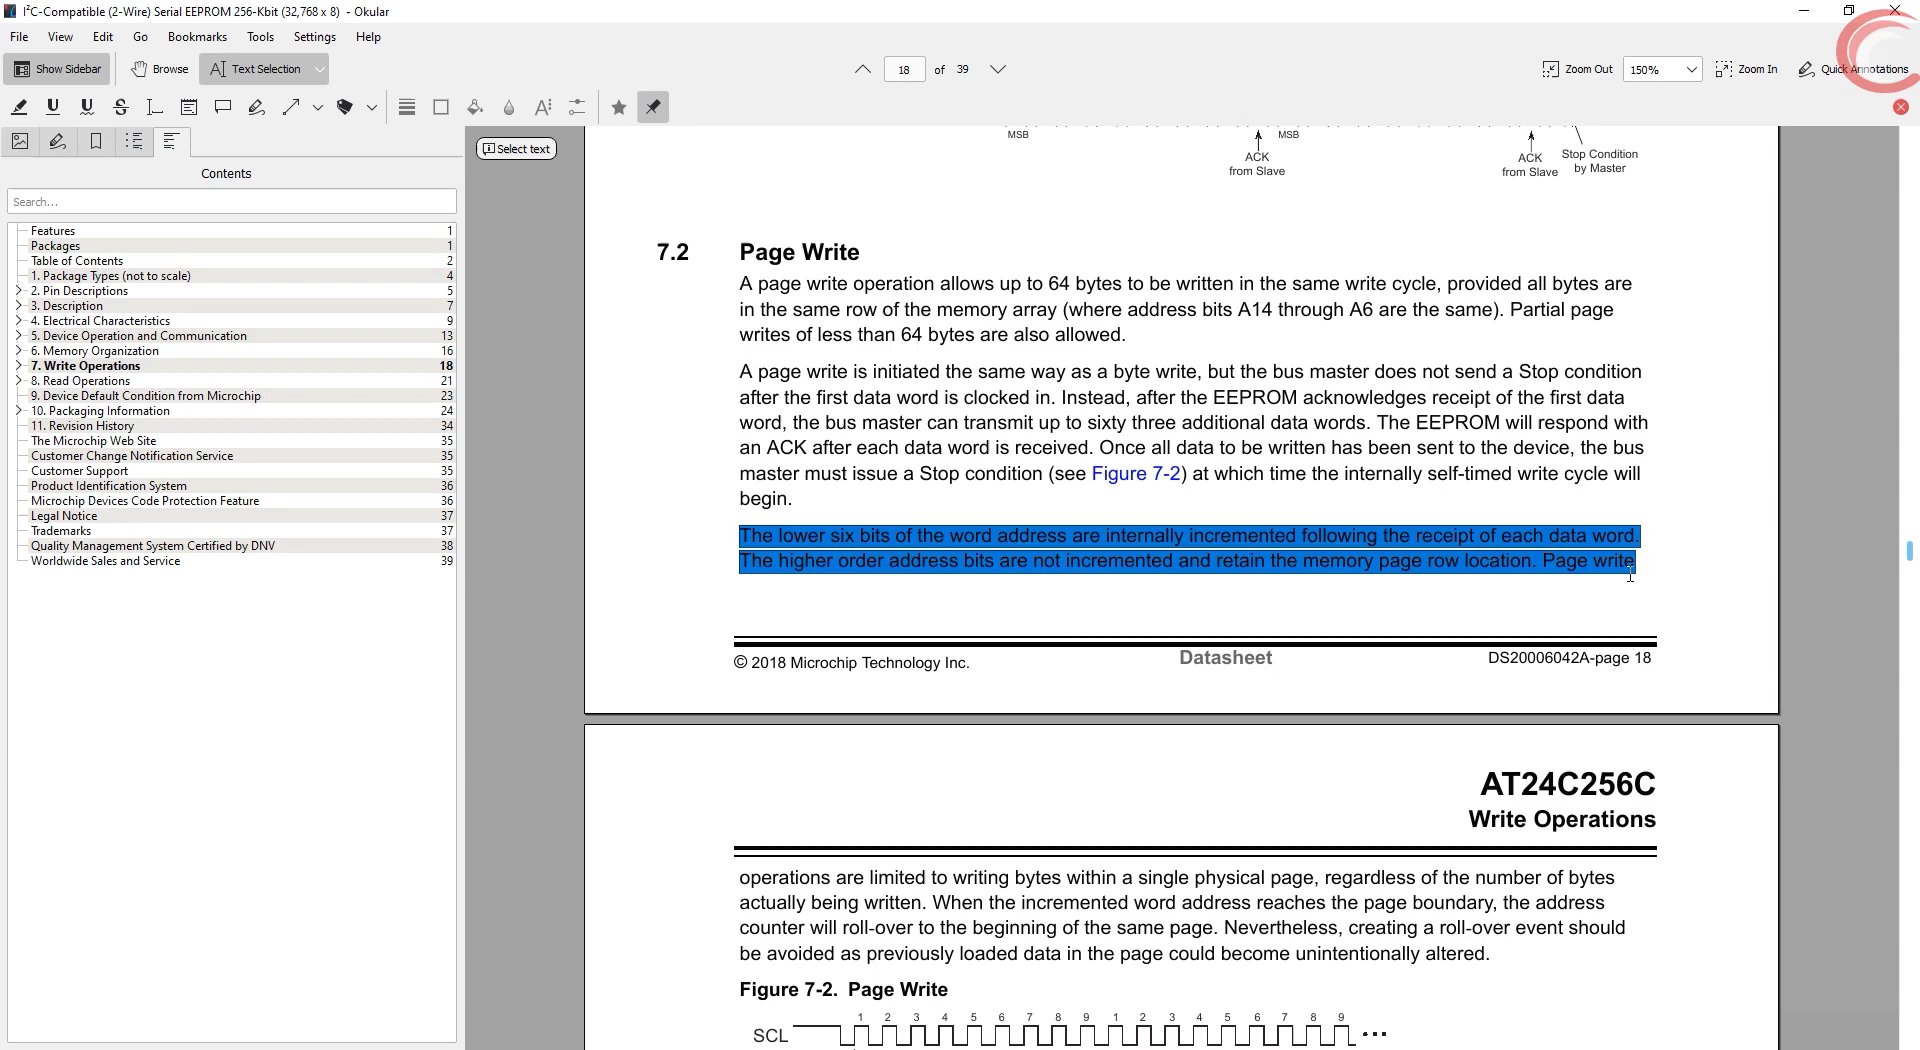 I²C-Compatible (2-Wire) Serial EEPROM 256-Kbit (32,768 x 8) - Okular
File View Edit Go Bookmarks Tools Settings Help
Show Sidebar Browse Text Selection 18 of 39 Zoom Out 150% Zoom In Quick Annotations
Contents
Search...
Features 1
Packages 1
Table of Contents 2
1. Package Types (not to scale) 4
2. Pin Descriptions 5
3. Description 7
4. Electrical Characteristics 9
5. Device Operation and Communication 13
6. Memory Organization 16
7. Write Operations 18
8. Read Operations 21
9. Device Default Condition from Microchip 23
10. Packaging Information 24
11. Revision History 34
The Microchip Web Site 35
Customer Change Notification Service 35
Customer Support 35
Product Identification System 36
Microchip Devices Code Protection Feature 36
Legal Notice 37
Trademarks 37
Quality Management System Certified by DNV 38
Worldwide Sales and Service 39
Select text
MSB MSB
ACK
from Slave
ACK
from Slave
Stop Condition
by Master
7.2 Page Write
A page write operation allows up to 64 bytes to be written in the same write cycle, provided all bytes are
in the same row of the memory array (where address bits A14 through A6 are the same). Partial page
writes of less than 64 bytes are also allowed.
A page write is initiated the same way as a byte write, but the bus master does not send a Stop condition
after the first data word is clocked in. Instead, after the EEPROM acknowledges receipt of the first data
word, the bus master can transmit up to sixty three additional data words. The EEPROM will respond with
an ACK after each data word is received. Once all data to be written has been sent to the device, the bus
master must issue a Stop condition (see Figure 7-2) at which time the internally self-timed write cycle will
begin.
The lower six bits of the word address are internally incremented following the receipt of each data word.
The higher order address bits are not incremented and retain the memory page row location. Page write
© 2018 Microchip Technology Inc. Datasheet DS20006042A-page 18
AT24C256C
Write Operations
operations are limited to writing bytes within a single physical page, regardless of the number of bytes
actually being written. When the incremented word address reaches the page boundary, the address
counter will roll-over to the beginning of the same page. Nevertheless, creating a roll-over event should
be avoided as previously loaded data in the page could become unintentionally altered.
Figure 7-2. Page Write
1 2 3 4 5 6 7 8 9 1 2 3 4 5 6 7 8 9
SCL